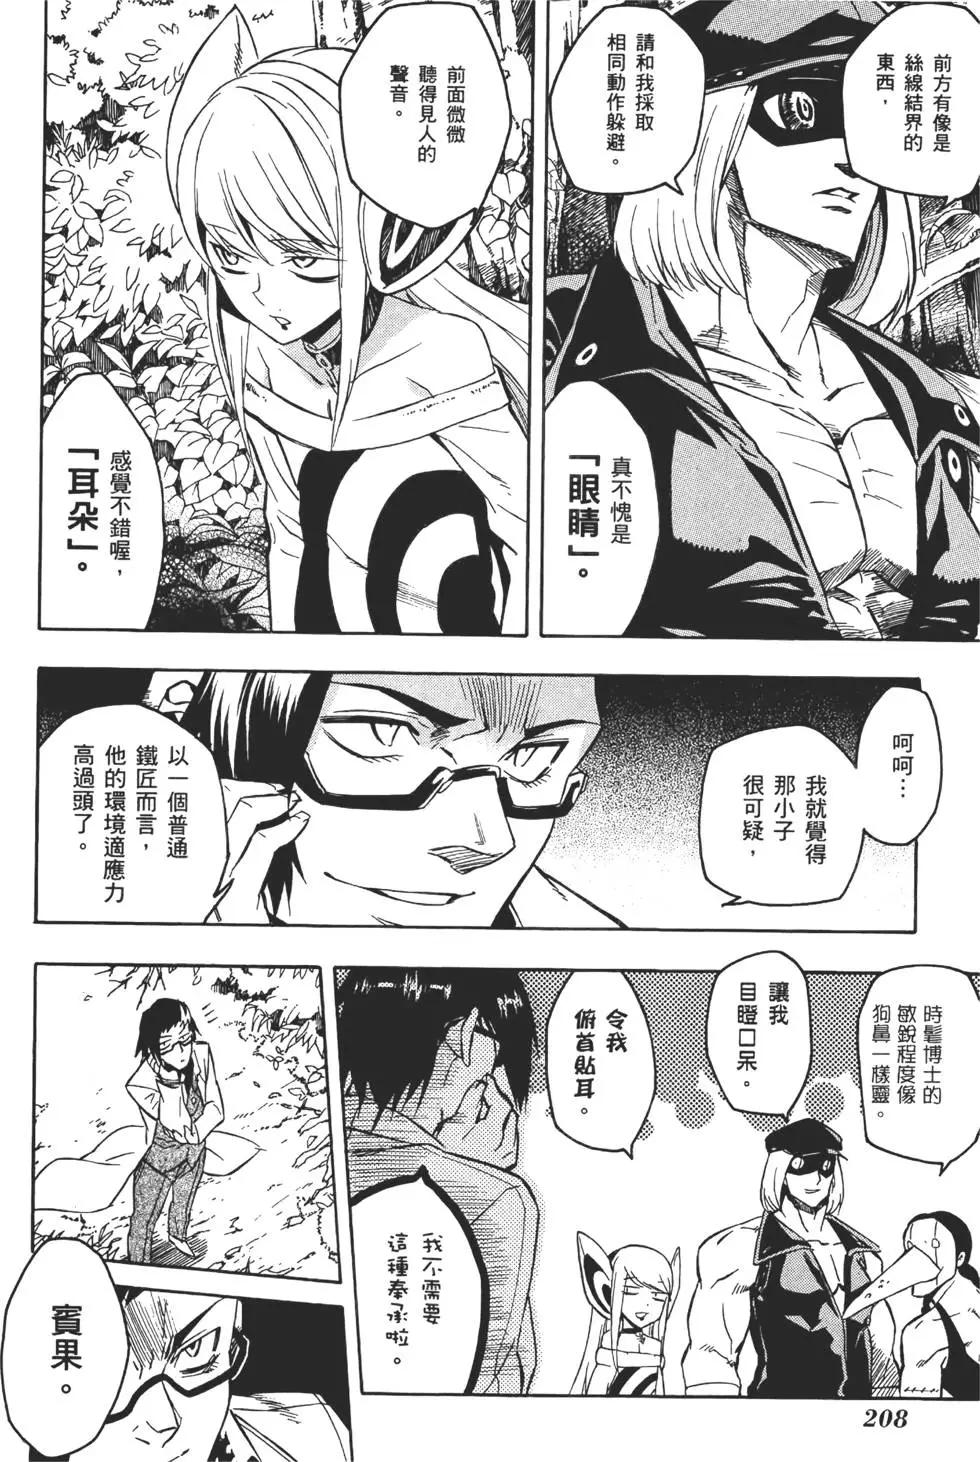 前方有像是
絲線結界的
東西，
請和我採取
相同動作躲避。
真不愧是
「眼睛」。
前面微微
聽得見人的
聲音。
感覺不錯喔，
「耳朵」。
呵呵…
我就覺得
那小子
很可疑，
以一個普通
鐵匠而言，
他的環境適應力
高過頭了。
時髦博士的
敏銳程度像
狗鼻一樣靈。
讓我
目瞪口呆。
令我
俯首貼耳。
我不需要
這種奉承啦。
賓果。
208